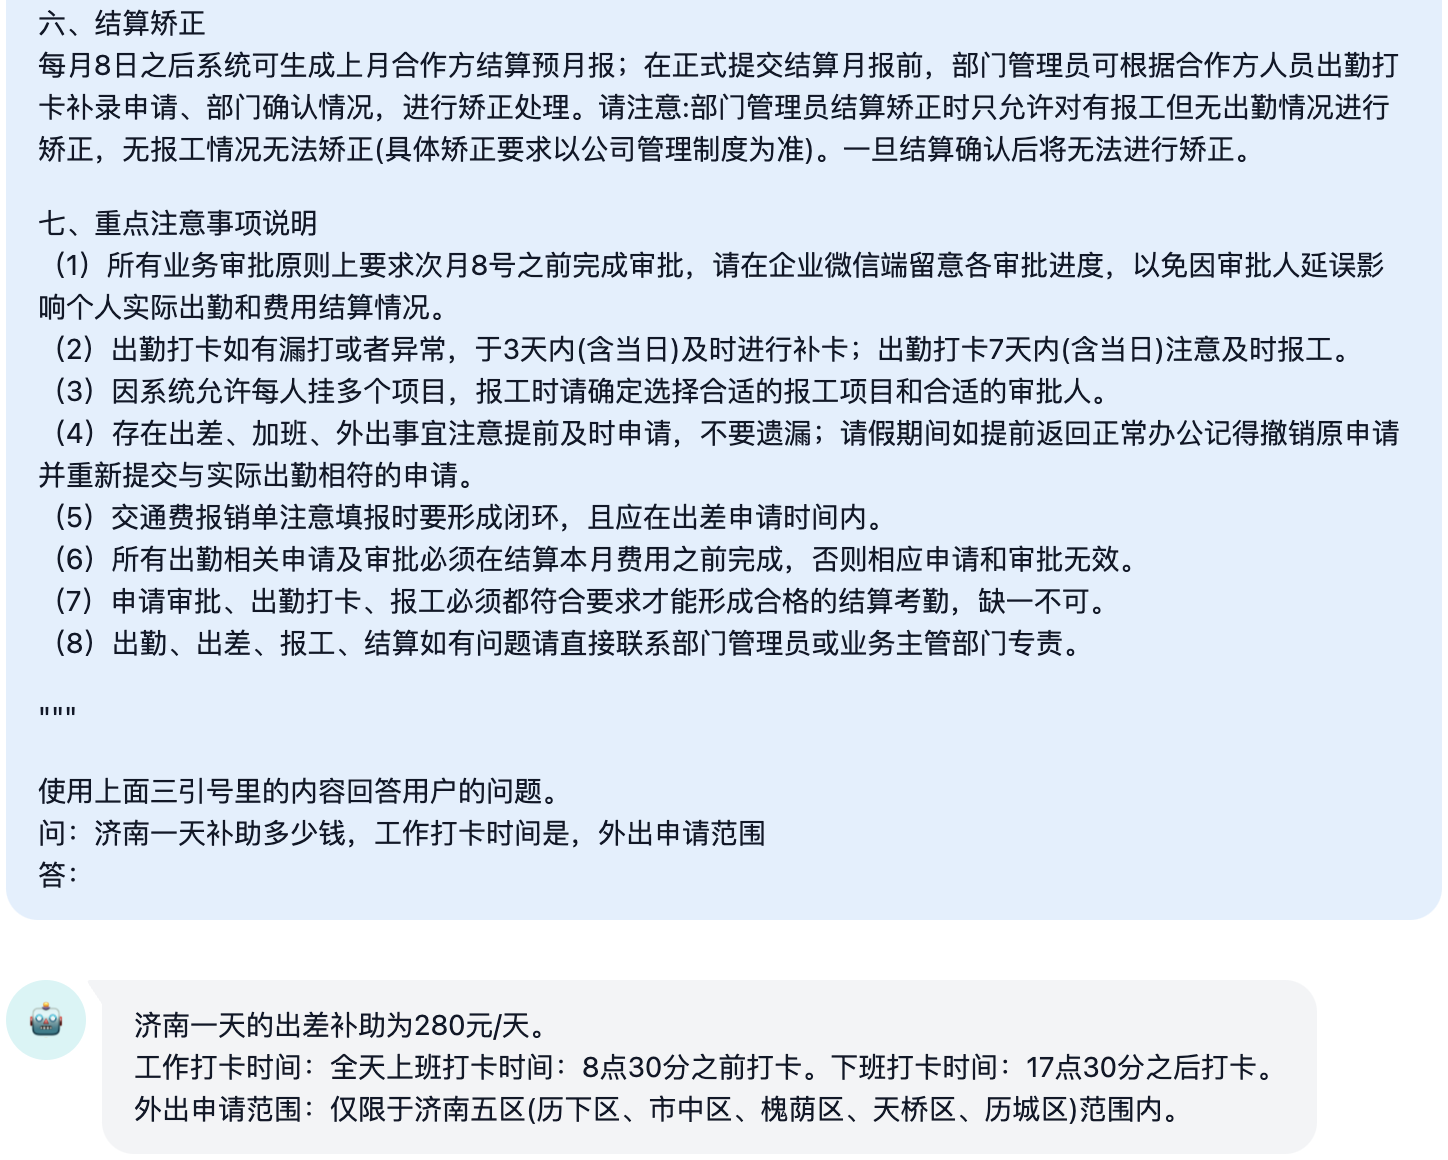 六、结算矫正
每月8日之后系统可生成上月合作方结算预月报；在正式提交结算月报前，部门管理员可根据合作方人员出勤打
卡补录申请、部门确认情况，进行矫正处理。请注意:部门管理员结算矫正时只允许对有报工但无出勤情况进行
矫正，无报工情况无法矫正(具体矫正要求以公司管理制度为准)。一旦结算确认后将无法进行矫正。
七、重点注意事项说明
（1）所有业务审批原则上要求次月8号之前完成审批，请在企业微信端留意各审批进度，以免因审批人延误影
响个人实际出勤和费用结算情况。
（2）出勤打卡如有漏打或者异常，于3天内(含当日)及时进行补卡；出勤打卡7天内(含当日)注意及时报工。
（3）因系统允许每人挂多个项目，报工时请确定选择合适的报工项目和合适的审批人。
（4）存在出差、加班、外出事宜注意提前及时申请，不要遗漏；请假期间如提前返回正常办公记得撤销原申请
并重新提交与实际出勤相符的申请。
（5）交通费报销单注意填报时要形成闭环，且应在出差申请时间内。
（6）所有出勤相关申请及审批必须在结算本月费用之前完成，否则相应申请和审批无效。
（7）申请审批、出勤打卡、报工必须都符合要求才能形成合格的结算考勤，缺一不可。
（8）出勤、出差、报工、结算如有问题请直接联系部门管理员或业务主管部门专责。
"""
使用上面三引号里的内容回答用户的问题。
问：济南一天补助多少钱，工作打卡时间是，外出申请范围
答：
济南一天的出差补助为280元/天。
工作打卡时间：全天上班打卡时间：8点30分之前打卡。下班打卡时间：17点30分之后打卡。
外出申请范围：仅限于济南五区(历下区、市中区、槐荫区、天桥区、历城区)范围内。